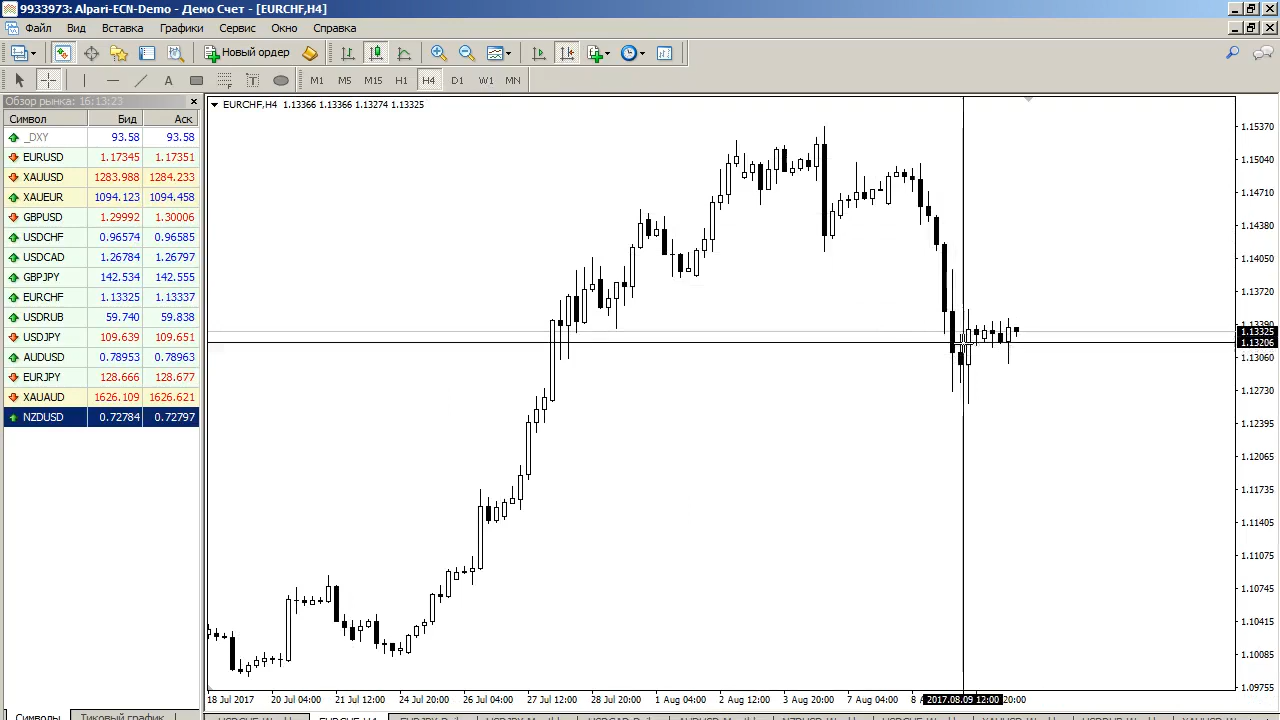 9933973: Alpari-ECN-Demo - Демо Счет - [EURCHF,H4]
Файл Вид Вставка Графики Сервис Окно Справка
Новый ордер
A T M1 M5 M15 H1 H4 D1 W1 MN
Обзор рынка: 16:13:23
Символ Бид Аск
_DXY 93.58 93.58
EURUSD 1.17345 1.17351
XAUUSD 1283.988 1284.233
XAUEUR 1094.123 1094.458
GBPUSD 1.29992 1.30006
USDCHF 0.96574 0.96585
USDCAD 1.26784 1.26797
GBPJPY 142.534 142.555
EURCHF 1.13325 1.13337
USDRUB 59.740 59.838
USDJPY 109.639 109.651
AUDUSD 0.78953 0.78963
EURJPY 128.666 128.677
XAUAUD 1626.109 1626.621
NZDUSD 0.72784 0.72797
Символы Тиковый график
EURCHF,H4 1.13366 1.13366 1.13274 1.13325
1.15370
1.15040
1.14710
1.14380
1.14050
1.13720
1.13390
1.13325
1.13206
1.13060
1.12730
1.12395
1.12065
1.11735
1.11405
1.11075
1.10745
1.10415
1.10085
1.09755
18 Jul 2017 20 Jul 04:00 21 Jul 12:00 24 Jul 20:00 26 Jul 04:00 27 Jul 12:00 28 Jul 20:00 1 Aug 04:00 2 Aug 12:00 3 Aug 20:00 7 Aug 04:00 2017.08.09 12:00 20:00